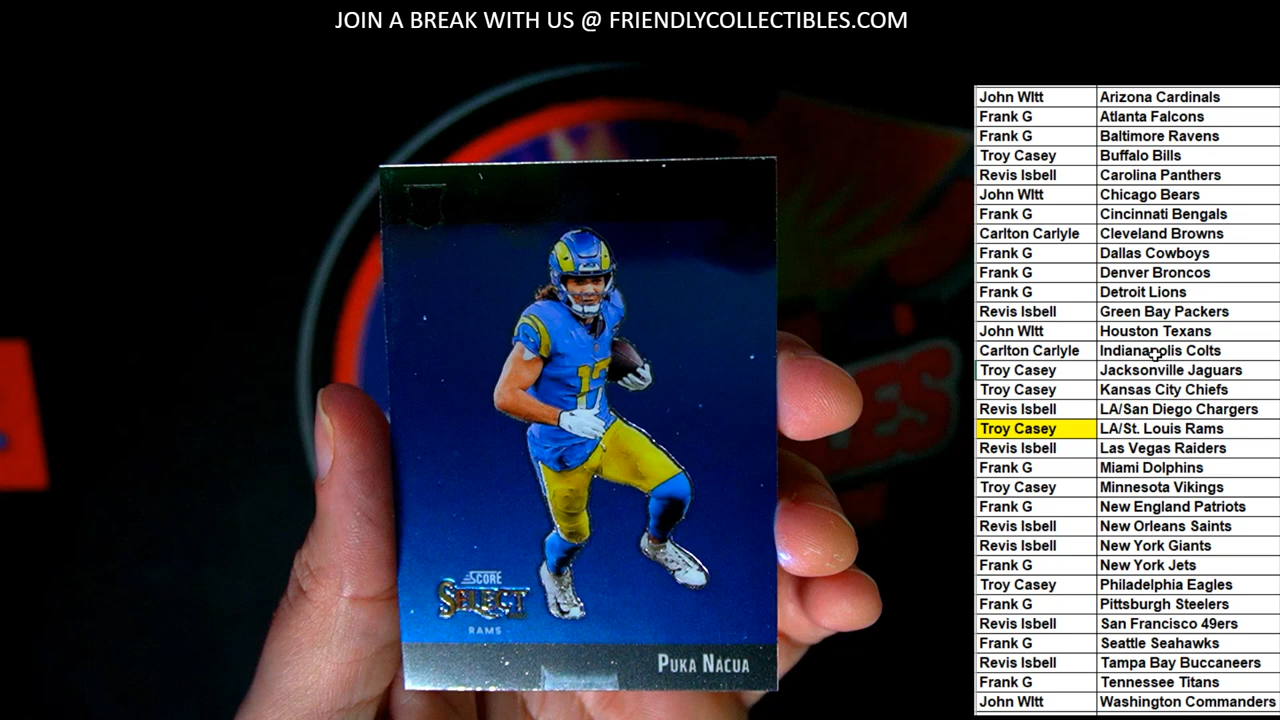 JOIN A BREAK WITH US @ FRIENDLYCOLLECTIBLES.COM
John WItt Arizona Cardinals
Frank G Atlanta Falcons
Frank G Baltimore Ravens
Troy Casey Buffalo Bills
Revis Isbell Carolina Panthers
John WItt Chicago Bears
Frank G Cincinnati Bengals
Carlton Carlyle Cleveland Browns
Frank G Dallas Cowboys
Frank G Denver Broncos
Frank G Detroit Lions
Revis Isbell Green Bay Packers
John WItt Houston Texans
Carlton Carlyle Indianapolis Colts
Troy Casey Jacksonville Jaguars
Troy Casey Kansas City Chiefs
Revis Isbell LA/San Diego Chargers
Troy Casey LA/St. Louis Rams
Revis Isbell Las Vegas Raiders
Frank G Miami Dolphins
Troy Casey Minnesota Vikings
Frank G New England Patriots
Revis Isbell New Orleans Saints
Revis Isbell New York Giants
Frank G New York Jets
Troy Casey Philadelphia Eagles
Frank G Pittsburgh Steelers
Revis Isbell San Francisco 49ers
Frank G Seattle Seahawks
Revis Isbell Tampa Bay Buccaneers
Frank G Tennessee Titans
John WItt Washington Commanders
17
SCORE
SELECT
RAMS
PUKA NACUA